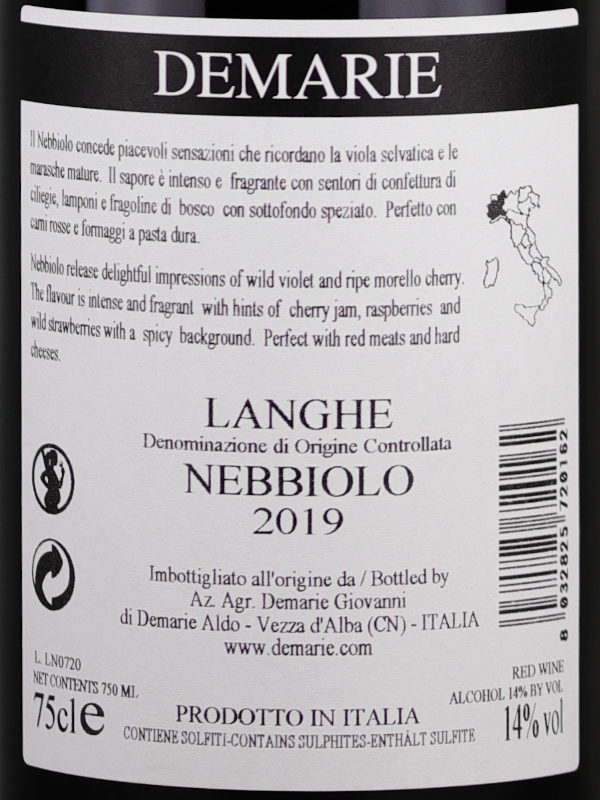 DEMARIE
Il Nebbiolo concede piacevoli sensazioni che ricordano la viola selvatica e le
marasche mature. Il sapore è intenso e fragrante con sentori di confettura di
ciliegie, lamponi e fragoline di bosco con sottofondo speziato. Perfetto con
carni rosse e formaggi a pasta dura.
Nebbiolo release delightful impressions of wild violet and ripe morello cherry.
The flavour is intense and fragrant with hints of cherry jam, raspberries and
wild strawberries with a spicy background. Perfect with red meats and hard
cheeses.
LANGHE
Denominazione di Origine Controllata
NEBBIOLO
2019
Imbottigliato all'origine da / Bottled by
Az. Agr. Demarie Giovanni
di Demarie Aldo - Vezza d'Alba (CN) - ITALIA
www.demarie.com
8 032825 720162
L. LN0720
NET CONTENTS 750 ML
75cl e
PRODOTTO IN ITALIA
CONTIENE SOLFITI-CONTAINS SULPHITES-ENTHÄLT SULFITE
RED WINE
ALCOHOL 14% BY VOL
14% vol